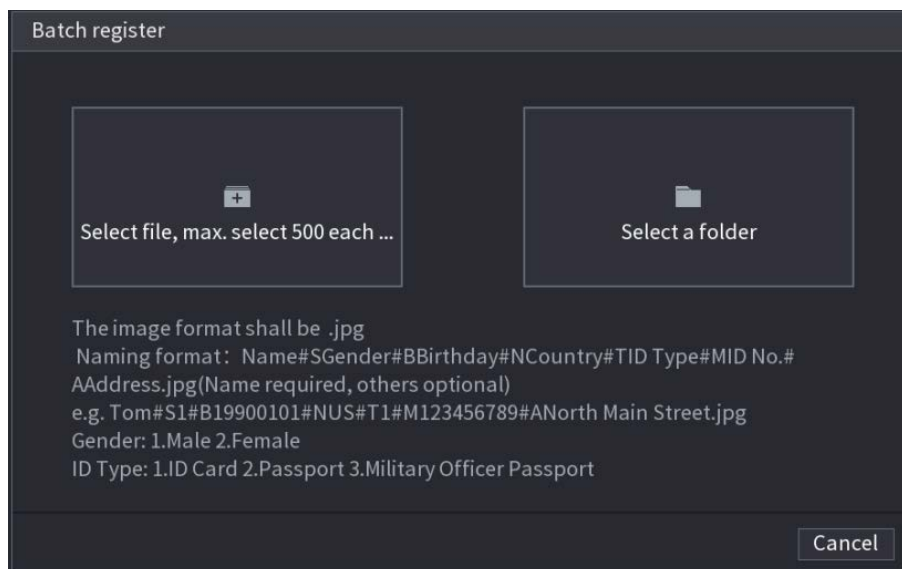 Batch register
Select file, max. select 500 each ...
Select a folder
The image format shall be .jpg
Naming format： Name#SGender#BBirthday#NCountry#TID Type#MID No.#
AAddress.jpg(Name required, others optional)
e.g. Tom#S1#B19900101#NUS#T1#M123456789#ANorth Main Street.jpg
Gender: 1.Male 2.Female
ID Type: 1.ID Card 2.Passport 3.Military Officer Passport
Cancel